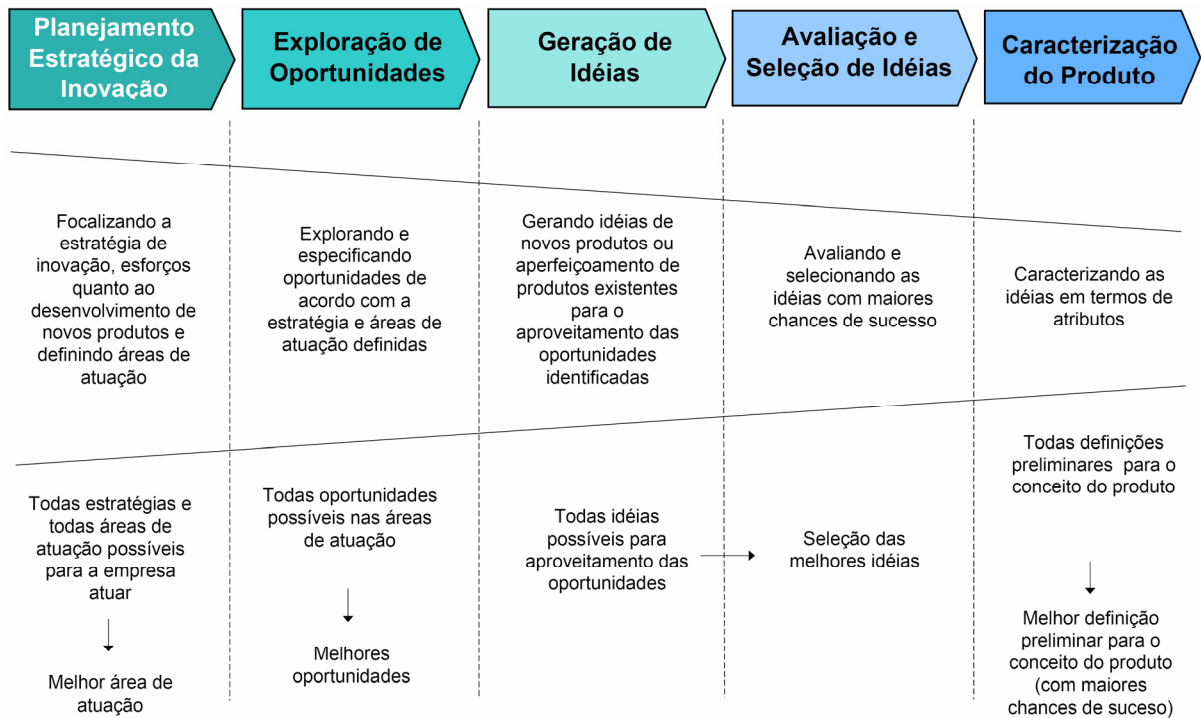 Planejamento
Estratégico da
Inovação
Exploração de
Oportunidades
Geração de
Idéias
Avaliação e
Seleção de Idéias
Caracterização
do Produto
Focalizando a
estratégia de
inovação, esforços
quanto ao
desenvolvimento de
novos produtos e
definindo áreas de
atuação
Explorando e
especificando
oportunidades de
acordo com a
estratégia e áreas de
atuação definidas
Gerando idéias de
novos produtos ou
aperfeiçoamento de
produtos existentes
para o
aproveitamento das
oportunidades
identificadas
Avaliando e
selecionando as
idéias com maiores
chances de sucesso
Caracterizando as
idéias em termos de
atributos
Todas estratégias e
todas áreas de
atuação possíveis
para a empresa
atuar
Melhor área de
atuação
Todas oportunidades
possíveis nas áreas
de atuação
Melhores
oportunidades
Todas idéias
possíveis para
aproveitamento das
oportunidades
Seleção das
melhores idéias
Todas definições
preliminares para o
conceito do produto
Melhor definição
preliminar para o
conceito do produto
(com maiores
chances de suceso)